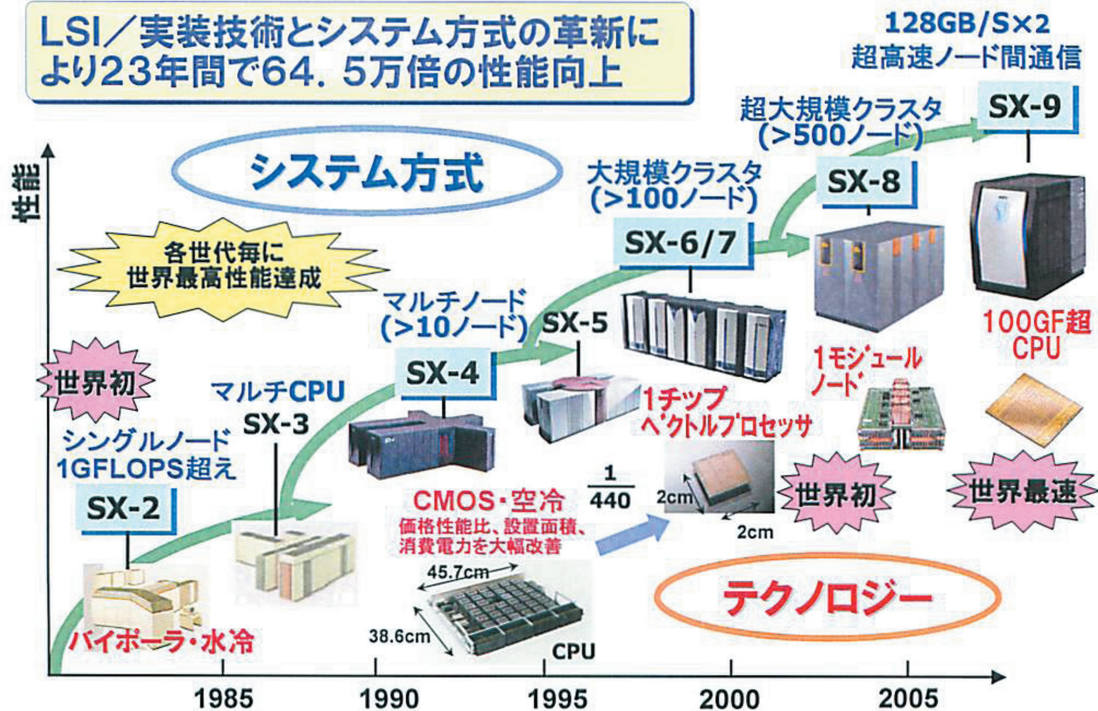 LSI／実装技術とシステム方式の革新に
より23年間で64．5万倍の性能向上
128GB/S×2
超高速ノード間通信
SX-9
超大規模クラスタ
(>500ノード)
SX-8
システム方式
大規模クラスタ
(>100ノード)
SX-6/7
性能
各世代毎に
世界最高性能達成
マルチノード
(>10ノード)
SX-4
SX-5
100GF超
CPU
1モジュール
ノード
世界初
マルチCPU
SX-3
1チップ
ベクトルプロセッサ
シングルノード
1GFLOPS超え
SX-2
CMOS・空冷
価格性能比、設置面積、
消費電力を大幅改善
1
440
2cm
2cm
世界初
世界最速
45.7cm
38.6cm
CPU
テクノロジー
バイポーラ・水冷
1985
1990
1995
2000
2005